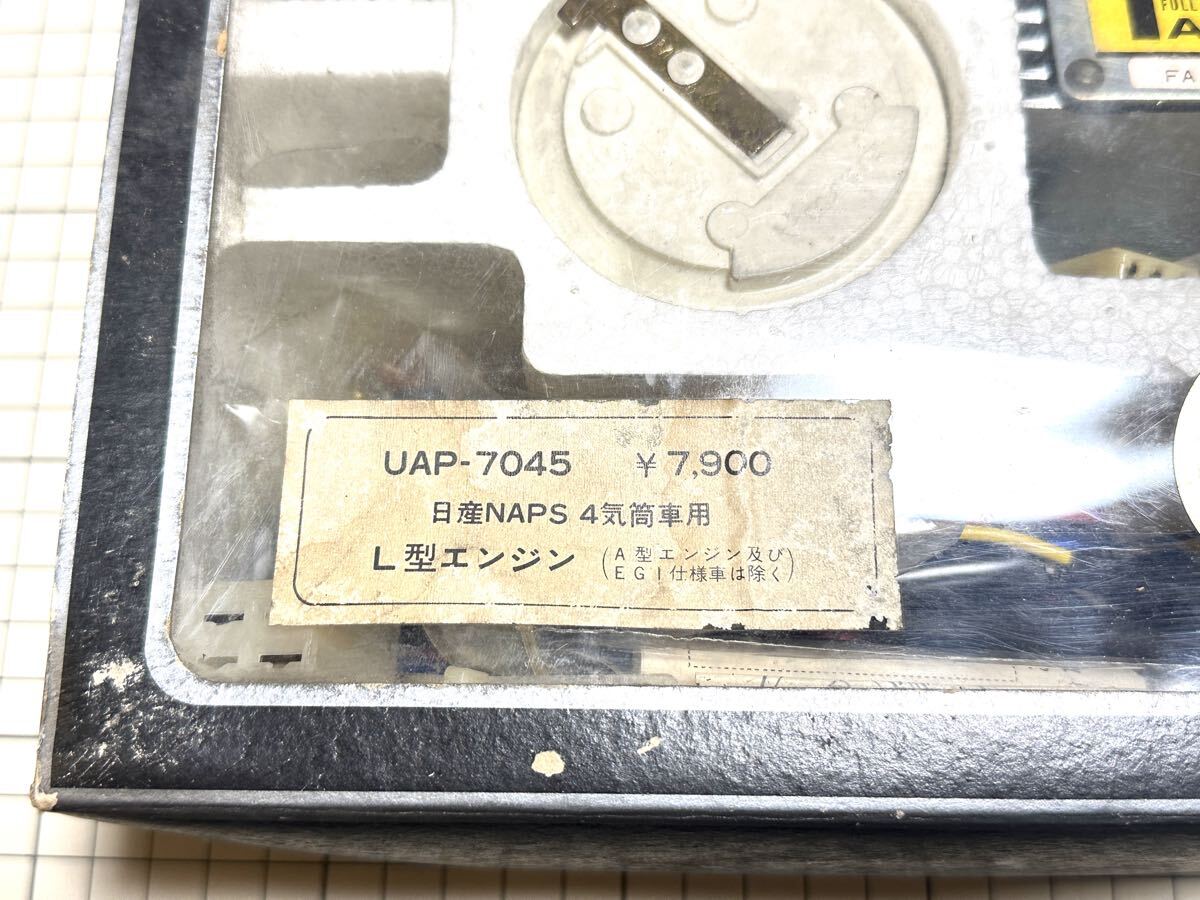 FULL
FA
UAP-7045 ¥7,900
日産NAPS 4気筒車用
L型エンジン (A型エンジン及び
EGI仕様車は除く)